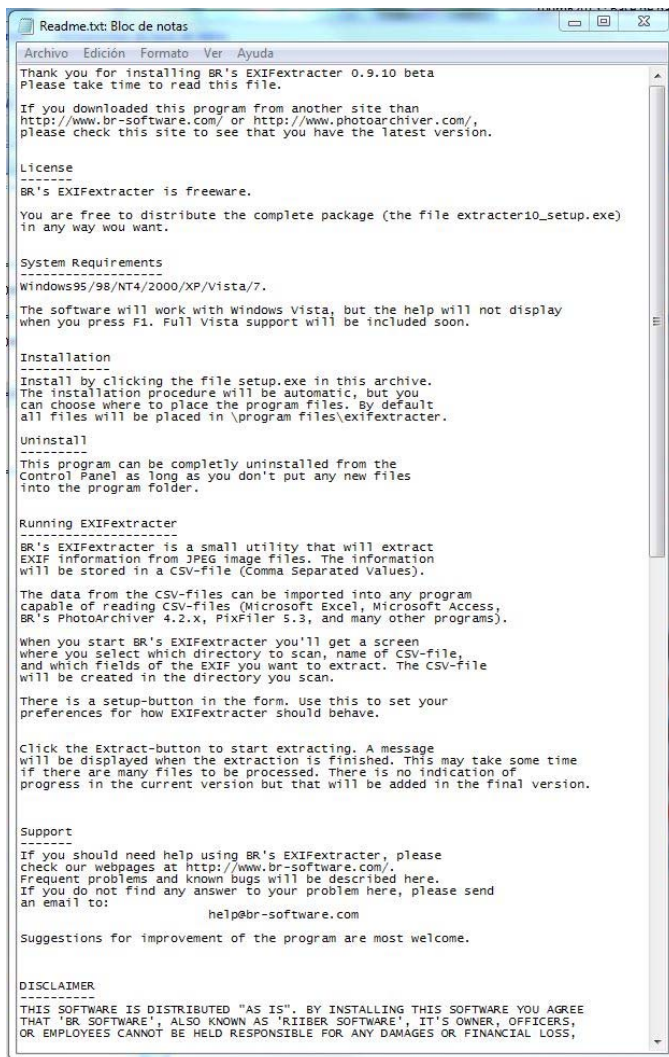 Readme.txt: Bloc de notas
Archivo Edición Formato Ver Ayuda
Thank you for installing BR's EXIFextracter 0.9.10 beta
Please take time to read this file.
If you downloaded this program from another site than
http://www.br-software.com/ or http://www.photoarchiver.com/,
please check this site to see that you have the latest version.
License
-------
BR's EXIFextracter is freeware.
You are free to distribute the complete package (the file extracter10_setup.exe)
in any way wou want.
System Requirements
-------------------
Windows95/98/NT4/2000/XP/Vista/7.
The software will work with Windows Vista, but the help will not display
when you press F1. Full Vista support will be included soon.
Installation
------------
Install by clicking the file setup.exe in this archive.
The installation procedure will be automatic, but you
can choose where to place the program files. By default
all files will be placed in \program files\exifextracter.
Uninstall
---------
This program can be completly uninstalled from the
Control Panel as long as you don't put any new files
into the program folder.
Running EXIFextracter
---------------------
BR's EXIFextracter is a small utility that will extract
EXIF information from JPEG image files. The information
will be stored in a CSV-file (Comma Separated Values).
The data from the CSV-files can be imported into any program
capable of reading CSV-files (Microsoft Excel, Microsoft Access,
BR's PhotoArchiver 4.2.x, PixFiler 5.3, and many other programs).
When you start BR's EXIFextracter you'll get a screen
where you select which directory to scan, name of CSV-file,
and which fields of the EXIF you want to extract. The CSV-file
will be created in the directory you scan.
There is a setup-button in the form. Use this to set your
preferences for how EXIFextracter should behave.
Click the Extract-button to start extracting. A message
will be displayed when the extraction is finished. This may take some time
if there are many files to be processed. There is no indication of
progress in the current version but that will be added in the final version.
Support
-------
If you should need help using BR's EXIFextracter, please
check our webpages at http://www.br-software.com/.
Frequent problems and known bugs will be described here.
If you do not find any answer to your problem here, please send
an email to:
help@br-software.com
Suggestions for improvement of the program are most welcome.
DISCLAIMER
----------
THIS SOFTWARE IS DISTRIBUTED "AS IS". BY INSTALLING THIS SOFTWARE YOU AGREE
THAT 'BR SOFTWARE', ALSO KNOWN AS 'RIIBER SOFTWARE', IT'S OWNER, OFFICERS,
OR EMPLOYEES CANNOT BE HELD RESPONSIBLE FOR ANY DAMAGES OR FINANCIAL LOSS,